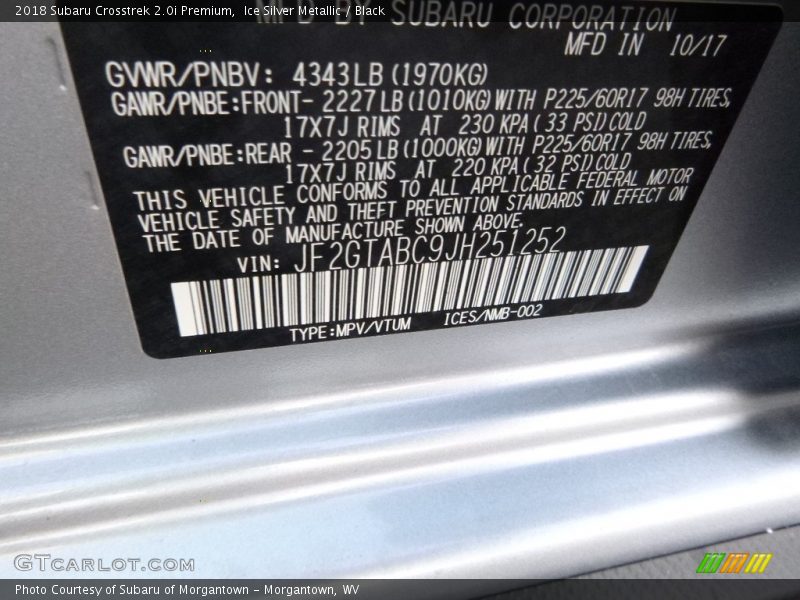 2018 Subaru Crosstrek 2.0i Premium,  Ice Silver Metallic / Black
MFD BY SUBARU CORPORATION
MFD IN 10/17
GVWR/PNBV: 4343LB(1970KG)
GAWR/PNBE:FRONT- 2227LB(1010KG)WITH P225/60R17 98H TIRES,
17X7J RIMS AT 230 KPA(33 PSI)COLD
GAWR/PNBE:REAR - 2205LB(1000KG)WITH P225/60R17 98H TIRES,
17X7J RIMS AT 220 KPA(32 PSI)COLD
THIS VEHICLE CONFORMS TO ALL APPLICABLE FEDERAL MOTOR
VEHICLE SAFETY AND THEFT PREVENTION STANDARDS IN EFFECT ON
THE DATE OF MANUFACTURE SHOWN ABOVE.
VIN: JF2GTABC9JH251252
TYPE:MPV/VTUM ICES/NMB-002
GTCARLOT.COM
Photo Courtesy of Subaru of Morgantown - Morgantown, WV